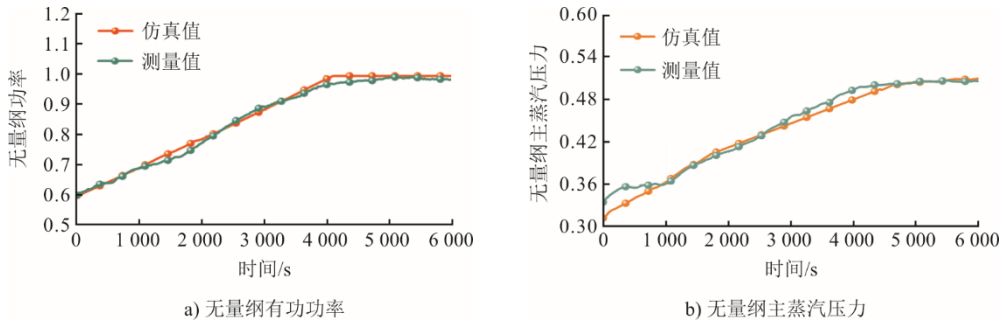 1.2
1.1
1.0
0.9
0.8
0.7
0.6
0.5
无量纲功率
仿真值
测量值
0 1 000 2 000 3 000 4 000 5 000 6 000
时间/s
a) 无量纲有功功率
0.60
0.54
0.48
0.42
0.36
0.30
无量纲主蒸汽压力
仿真值
测量值
0 1 000 2 000 3 000 4 000 5 000 6 000
时间/s
b) 无量纲主蒸汽压力